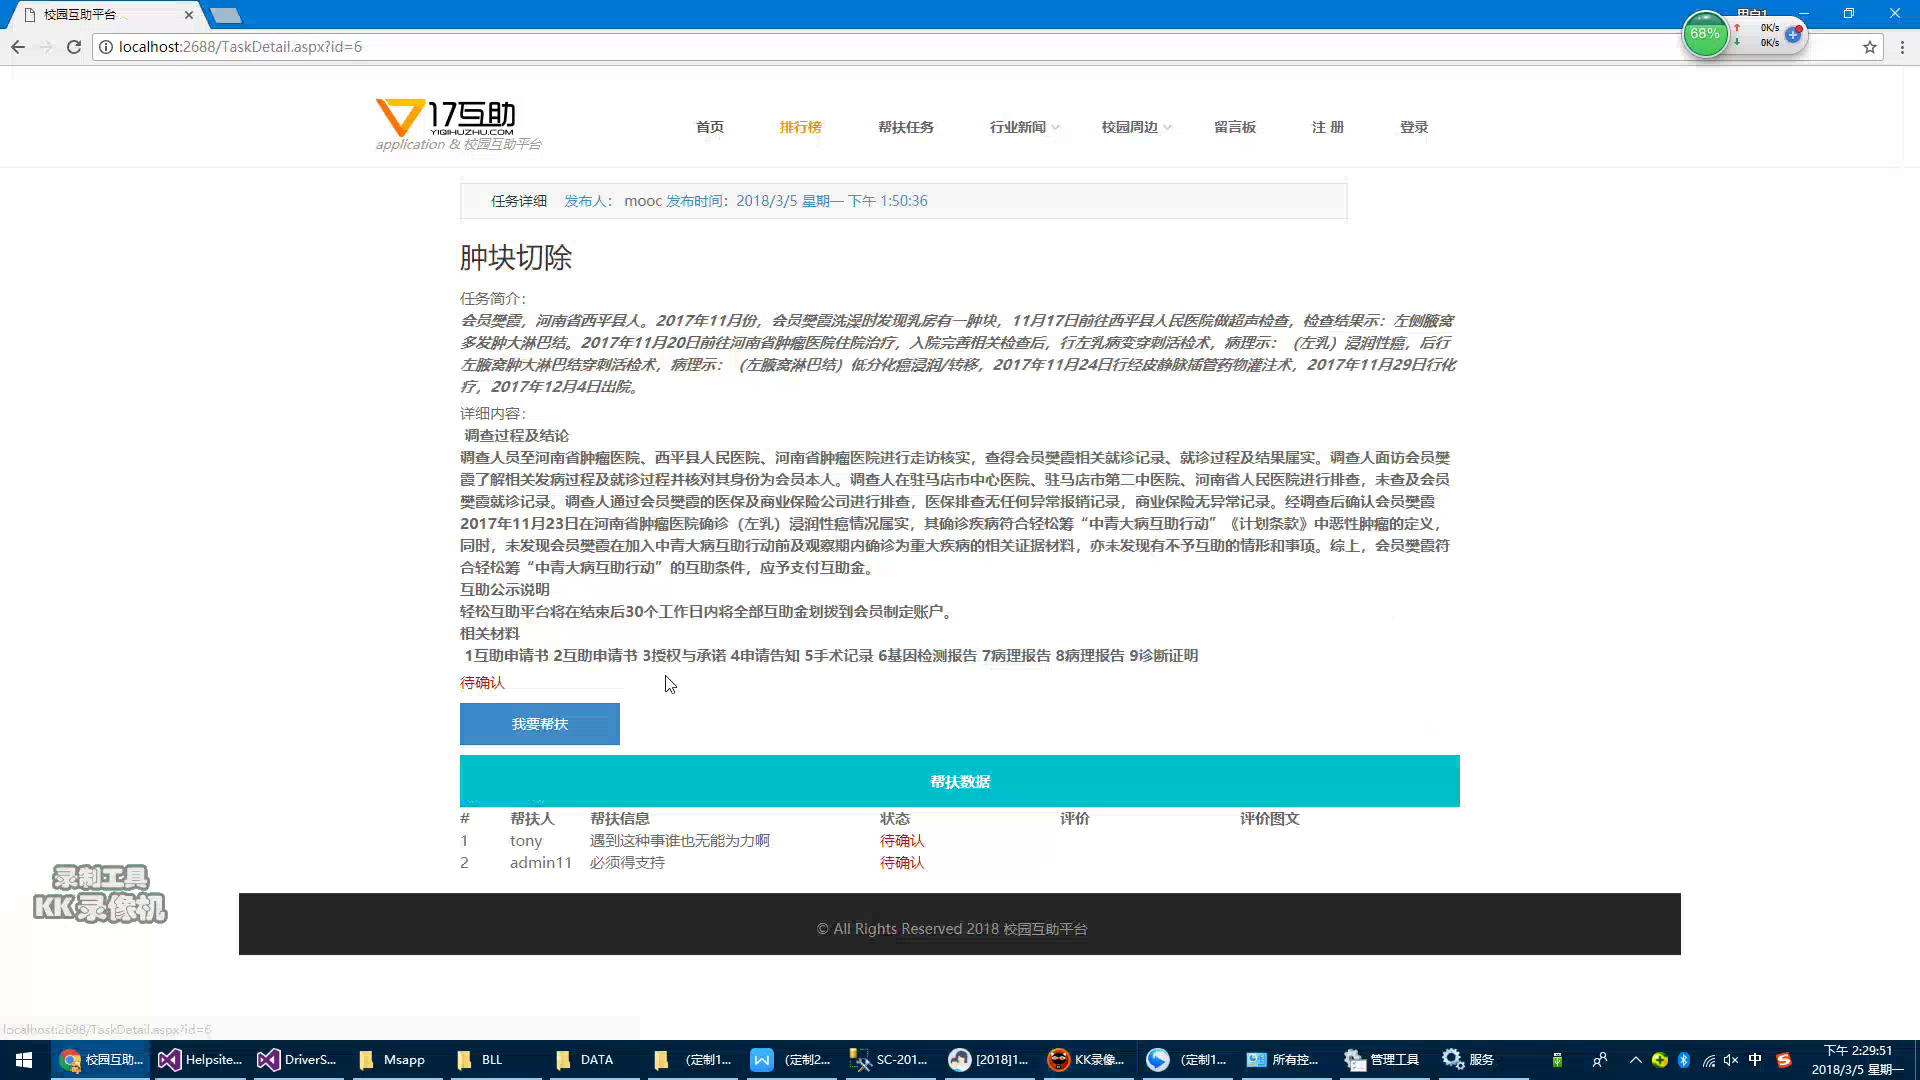 校园互助平台
用户1
localhost:2688/TaskDetail.aspx?id=6
68%
0K/s
0K/s
17互助
YIQIHUZHU.COM
application & 校园互助平台
首页
排行榜
帮扶任务
行业新闻
校园周边
留言板
注 册
登录
任务详细 发布人： mooc 发布时间：2018/3/5 星期一 下午 1:50:36
肿块切除
任务简介：
会员樊霞，河南省西平县人。2017年11月份，会员樊霞洗澡时发现乳房有一肿块，11月17日前往西平县人民医院做超声检查，检查结果示：左侧腋窝
多发肿大淋巴结。2017年11月20日前往河南省肿瘤医院住院治疗，入院完善相关检查后，行左乳病变穿刺活检术，病理示：（左乳）浸润性癌，后行
左腋窝肿大淋巴结穿刺活检术，病理示：（左腋窝淋巴结）低分化癌浸润/转移，2017年11月24日行经皮静脉插管药物灌注术，2017年11月29日行化
疗，2017年12月4日出院。
详细内容：
调查过程及结论
调查人员至河南省肿瘤医院、西平县人民医院、河南省肿瘤医院进行走访核实，查得会员樊霞相关就诊记录、就诊过程及结果属实。调查人面访会员樊
霞了解相关发病过程及就诊过程并核对其身份为会员本人。调查人在驻马店市中心医院、驻马店市第二中医院、河南省人民医院进行排查，未查及会员
樊霞就诊记录。调查人通过会员樊霞的医保及商业保险公司进行排查，医保排查无任何异常报销记录，商业保险无异常记录。经调查后确认会员樊霞
2017年11月23日在河南省肿瘤医院确诊（左乳）浸润性癌情况属实，其确诊疾病符合轻松筹“中青大病互助行动”《计划条款》中恶性肿瘤的定义，
同时，未发现会员樊霞在加入中青大病互助行动前及观察期内确诊为重大疾病的相关证据材料，亦未发现有不予互助的情形和事项。综上，会员樊霞符
合轻松筹“中青大病互助行动”的互助条件，应予支付互助金。
互助公示说明
轻松互助平台将在结束后30个工作日内将全部互助金划拨到会员制定账户。
相关材料
1互助申请书 2互助申请书 3授权与承诺 4申请告知 5手术记录 6基因检测报告 7病理报告 8病理报告 9诊断证明
待确认
我要帮扶
帮扶数据
# 帮扶人 帮扶信息 状态 评价 评价图文
1 tony 遇到这种事谁也无能为力啊 待确认
2 admin11 必须得支持 待确认
录制工具
KK录像机
© All Rights Reserved 2018 校园互助平台
localhost:2688/TaskDetail.aspx?id=6
校园互助...
Helpsite...
DriverS...
Msapp
BLL
DATA
(定制1...
(定制2...
SC-201...
[2018]1...
KK录像...
(定制1...
所有控...
管理工具
服务
中
下午 2:29:51
2018/3/5 星期一